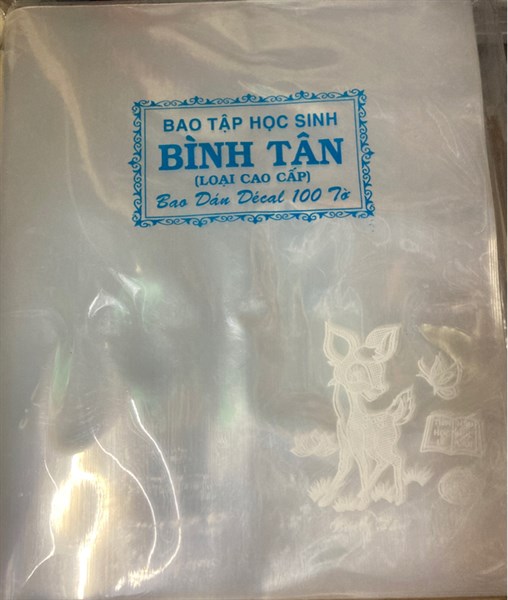 BAO TẬP HỌC SINH
BÌNH TÂN
(LOẠI CAO CẤP)
Bao Dán Décal 100 Tờ